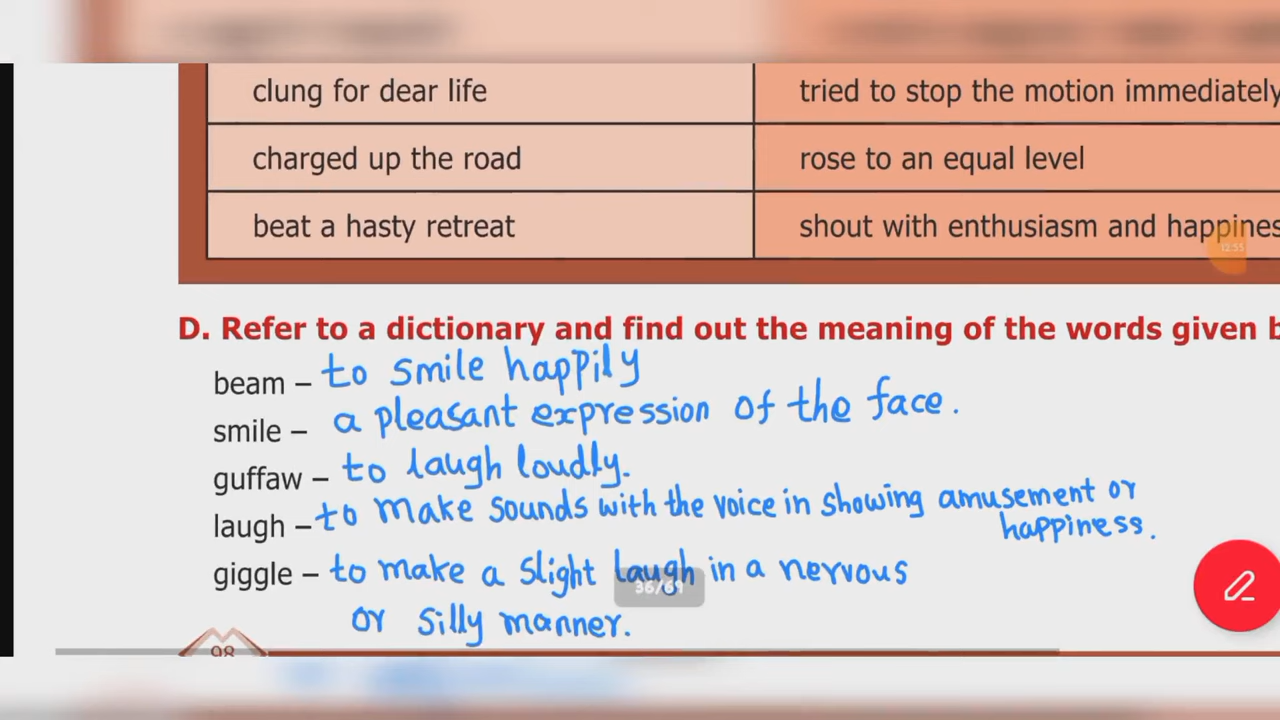 clung for dear life
tried to stop the motion immediately
charged up the road
rose to an equal level
beat a hasty retreat
shout with enthusiasm and happines
12:55
D. Refer to a dictionary and find out the meaning of the words given b
beam – to smile happily
smile – a pleasant expression of the face.
guffaw – to laugh loudly.
laugh – to make sounds with the voice in showing amusement or
happiness.
giggle – to make a slight laugh in a nervous
36/69
or silly manner.
98